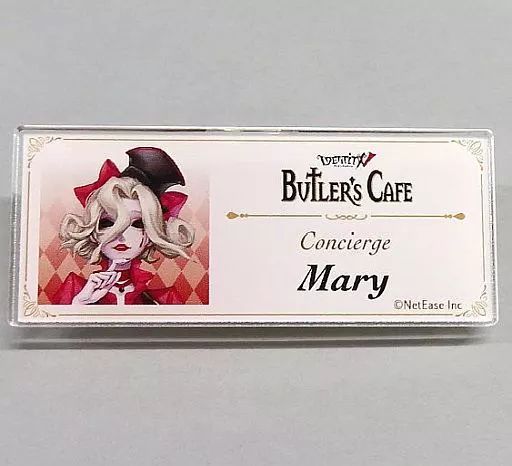 IDENTITY V
BUTLER'S CAFE
Concierge
Mary
©NetEase Inc